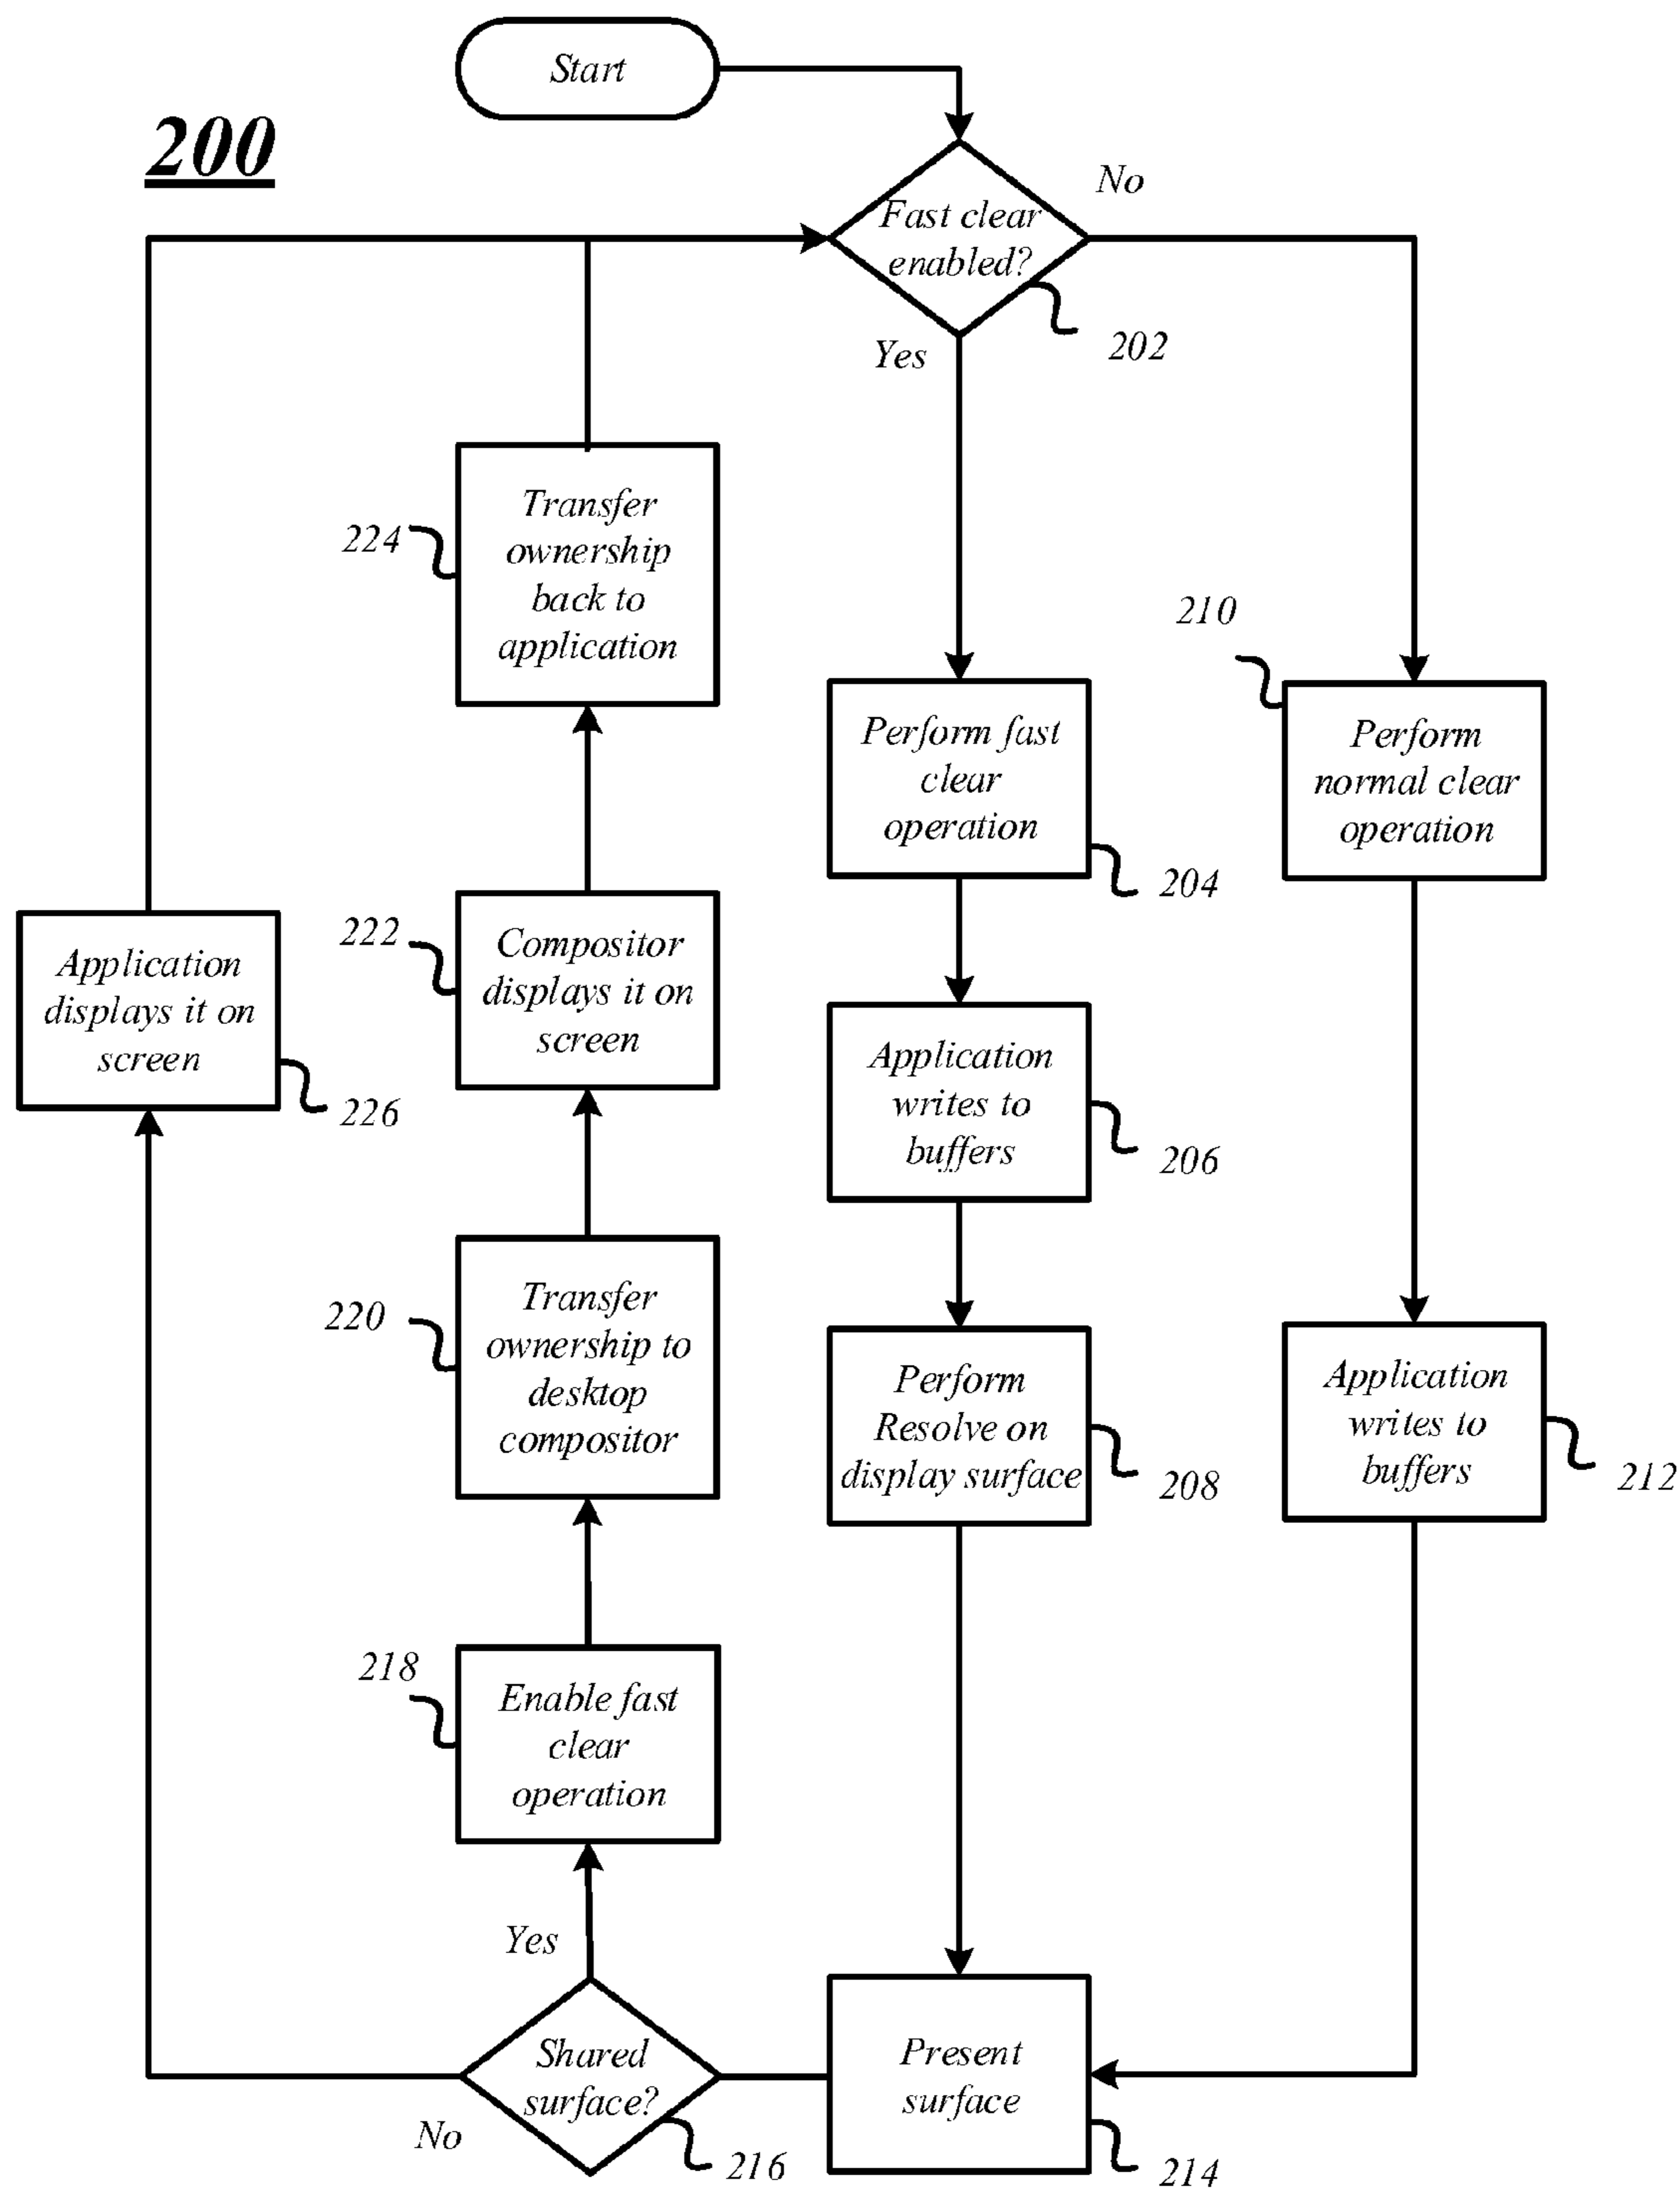 Start
200
No
Fast clear
enabled?
202
Yes
Transfer
ownership
back to
application
224
210
Perform fast
clear
operation
204
Perform
normal clear
operation
222
Compositor
displays it on
screen
Application
displays it on
screen
226
Application
writes to
buffers
206
220
Transfer
ownership to
desktop
compositor
Perform
Resolve on
display surface
208
Application
writes to
buffers
212
218
Enable fast
clear
operation
Yes
Shared
surface?
No
216
Present
surface
214